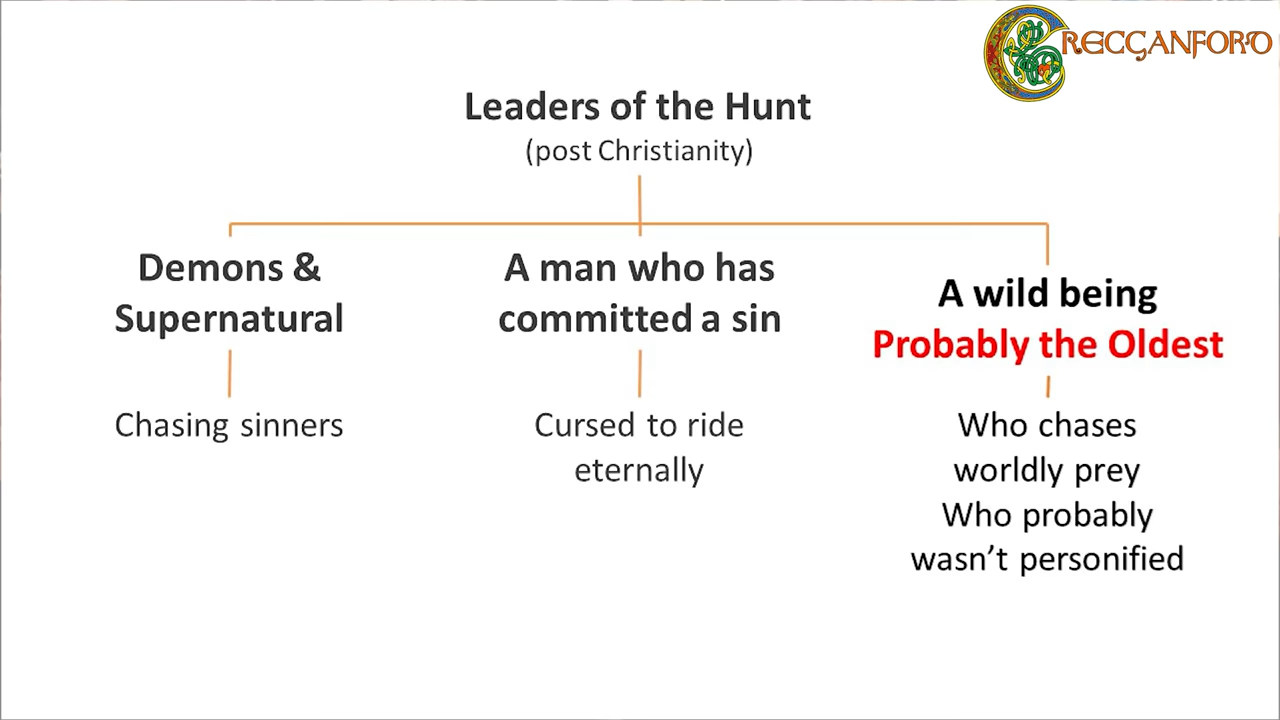 CRECGANFORD
Leaders of the Hunt
(post Christianity)
Demons &
Supernatural
Chasing sinners
A man who has
committed a sin
Cursed to ride
eternally
A wild being
Probably the Oldest
Who chases
worldly prey
Who probably
wasn’t personified